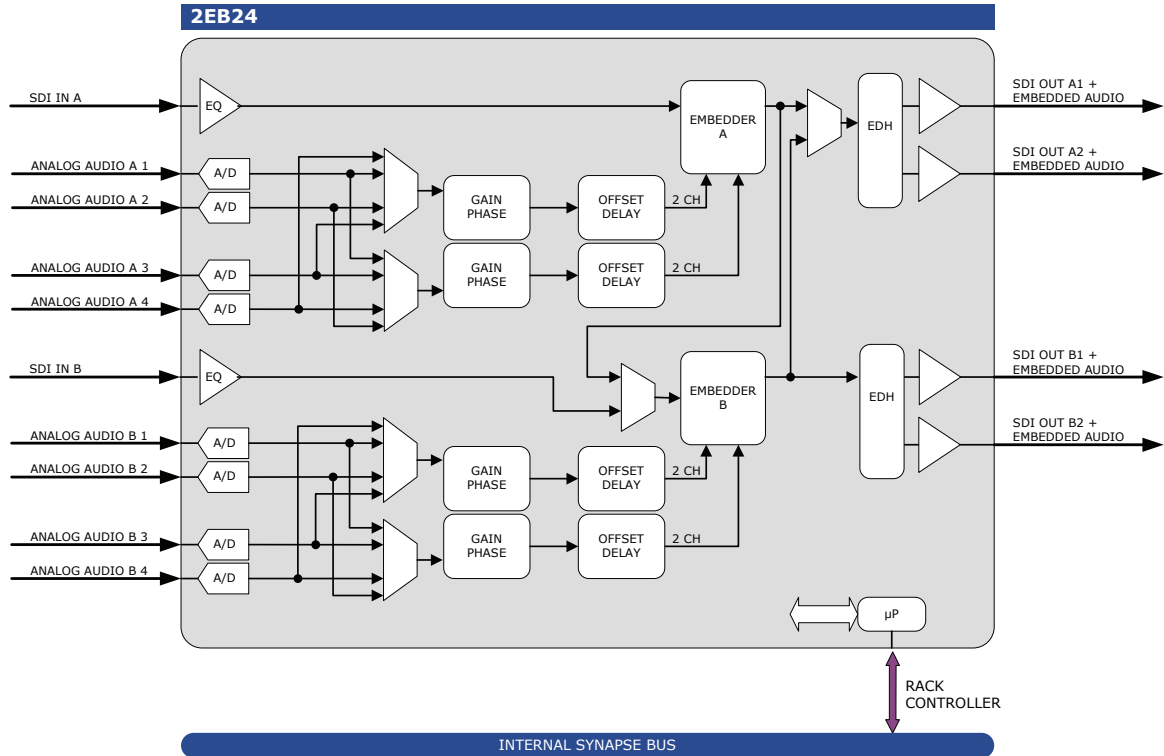 2EB24
SDI IN A
EQ
EMBEDDER
A
EDH
SDI OUT A1 +
EMBEDDED AUDIO
SDI OUT A2 +
EMBEDDED AUDIO
ANALOG AUDIO A 1
A/D
ANALOG AUDIO A 2
A/D
GAIN
PHASE
OFFSET
DELAY
2 CH
ANALOG AUDIO A 3
A/D
GAIN
PHASE
OFFSET
DELAY
2 CH
ANALOG AUDIO A 4
A/D
SDI IN B
EQ
EMBEDDER
B
EDH
SDI OUT B1 +
EMBEDDED AUDIO
SDI OUT B2 +
EMBEDDED AUDIO
ANALOG AUDIO B 1
A/D
ANALOG AUDIO B 2
A/D
GAIN
PHASE
OFFSET
DELAY
2 CH
ANALOG AUDIO B 3
A/D
GAIN
PHASE
OFFSET
DELAY
2 CH
ANALOG AUDIO B 4
A/D
µP
RACK
CONTROLLER
INTERNAL SYNAPSE BUS